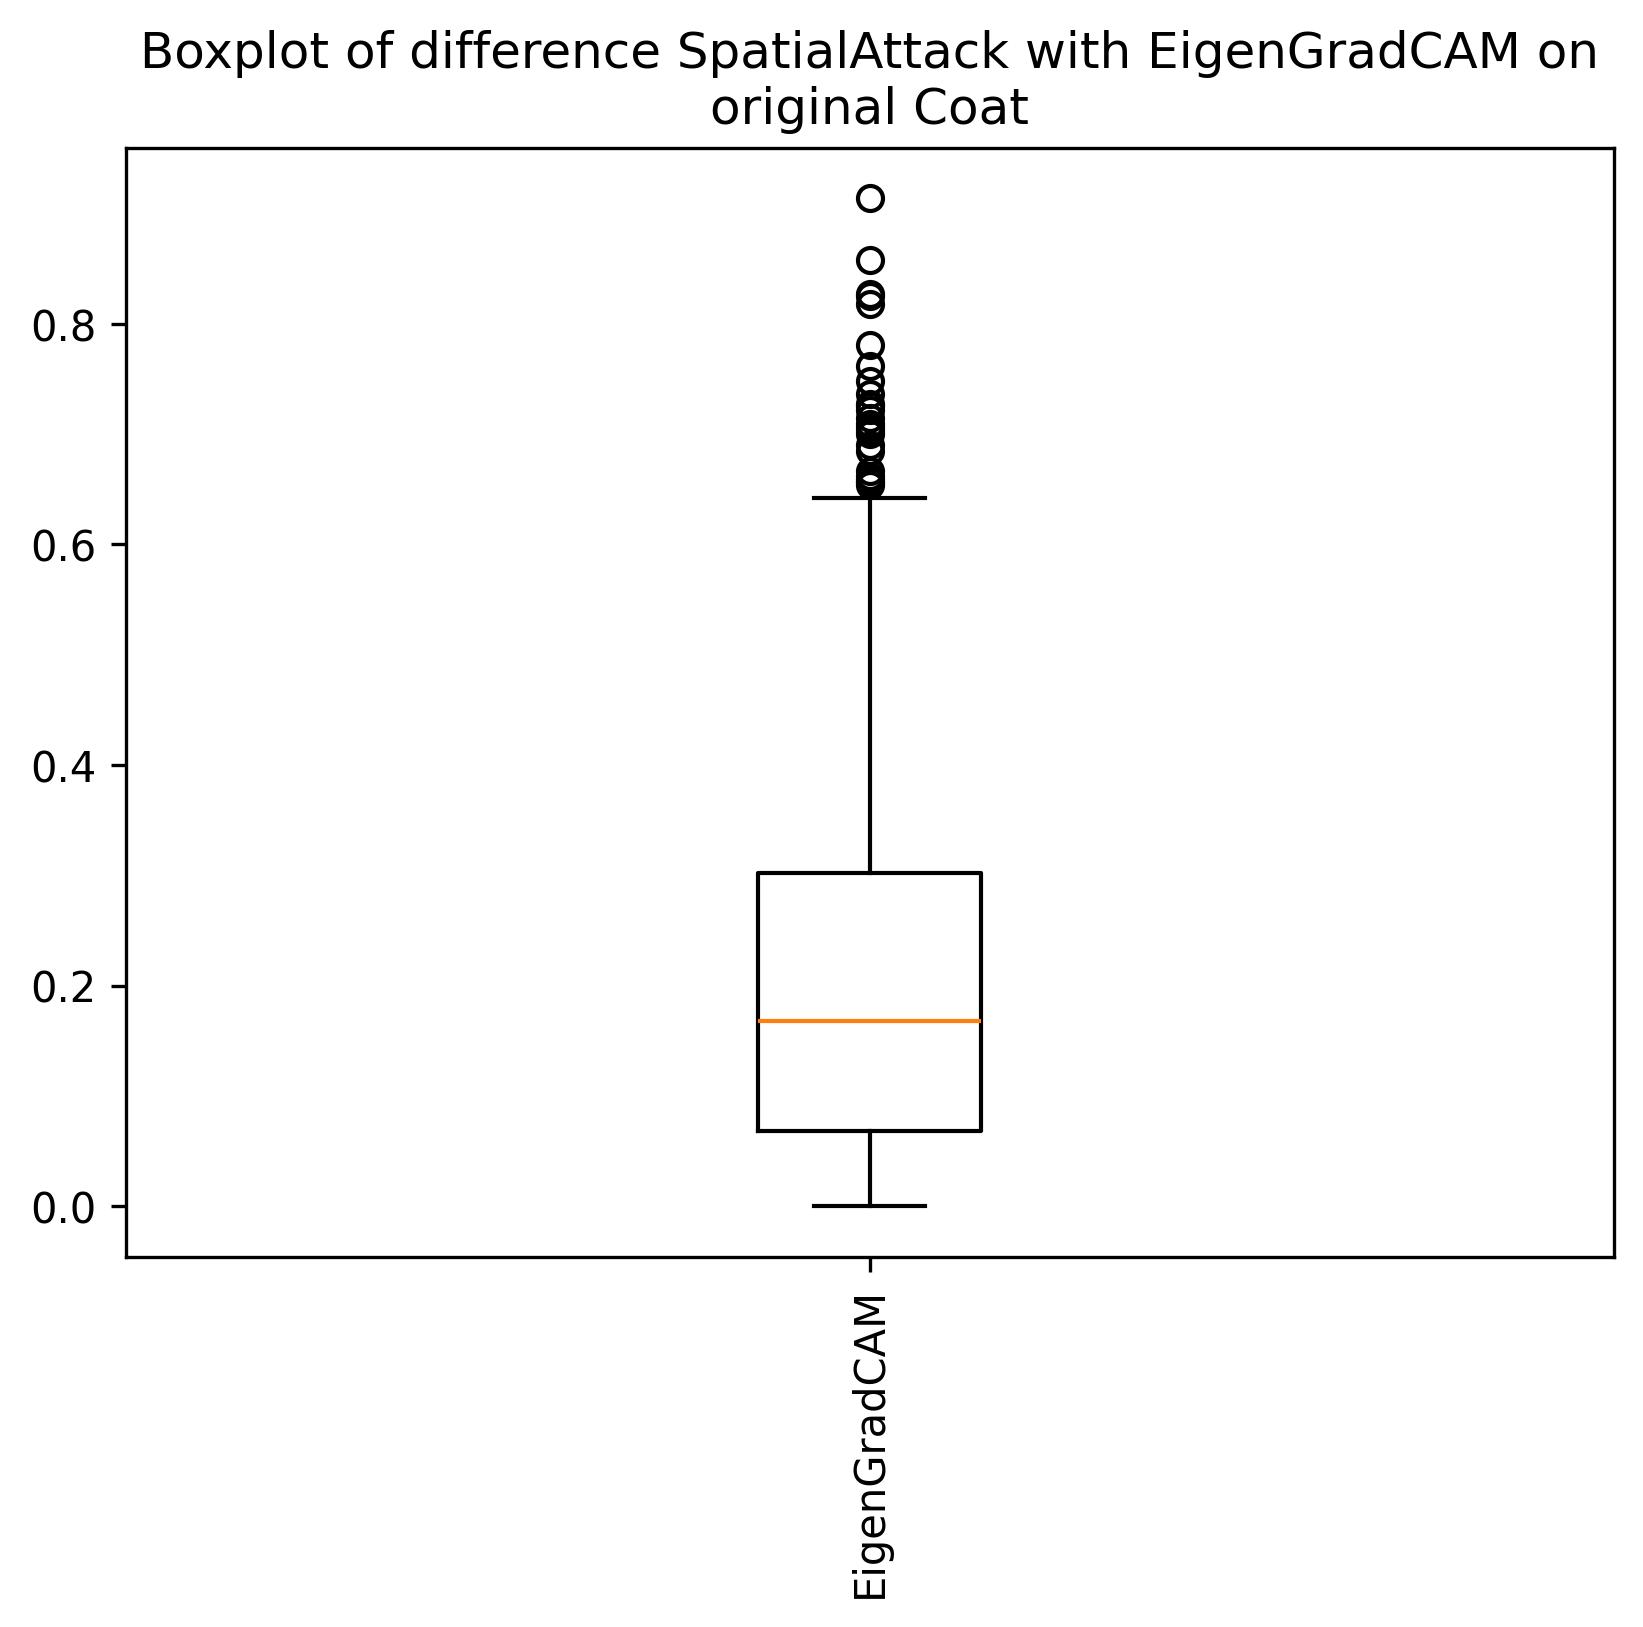 Boxplot of difference SpatialAttack with EigenGradCAM on
original Coat
0.8
0.6
0.4
0.2
0.0
EigenGradCAM